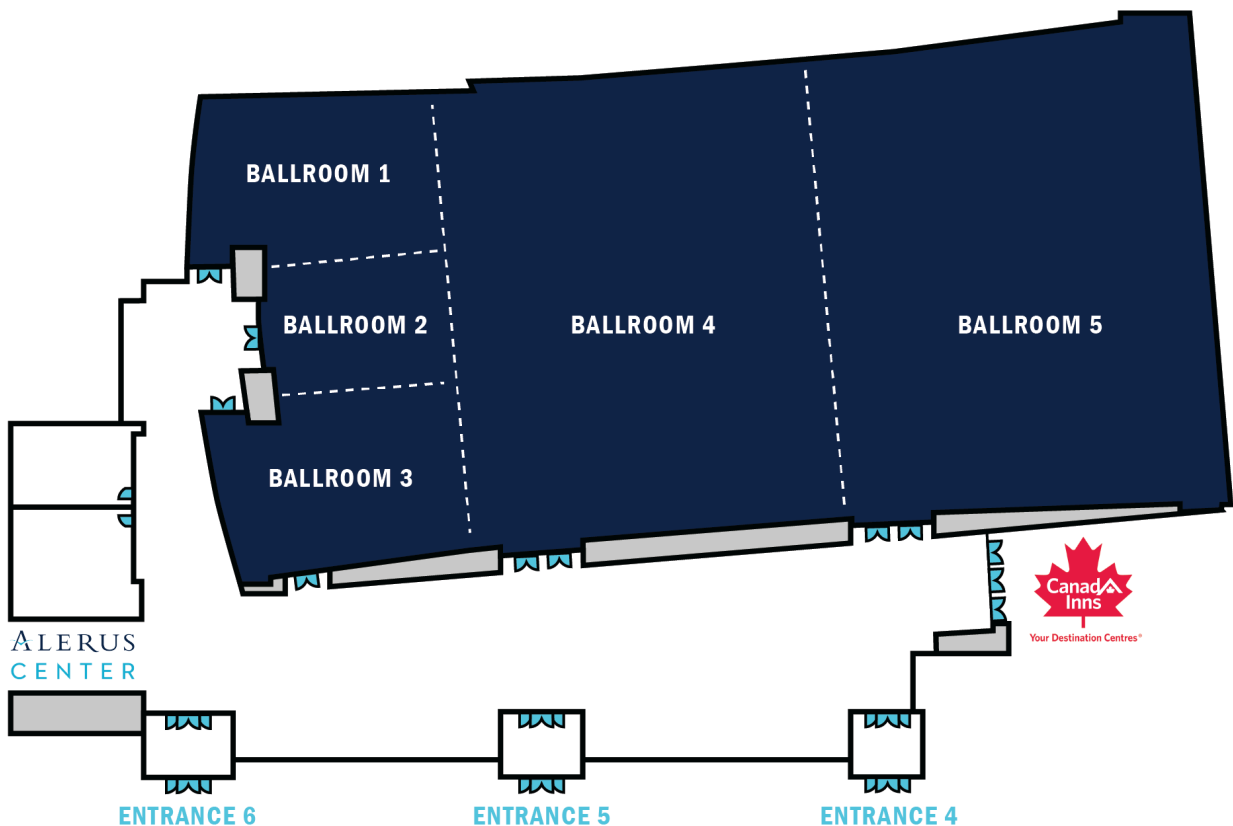 BALLROOM 1
BALLROOM 2
BALLROOM 4
BALLROOM 5
BALLROOM 3
Canad
Inns
Your Destination Centres®
ALERUS
CENTER
ENTRANCE 6
ENTRANCE 5
ENTRANCE 4